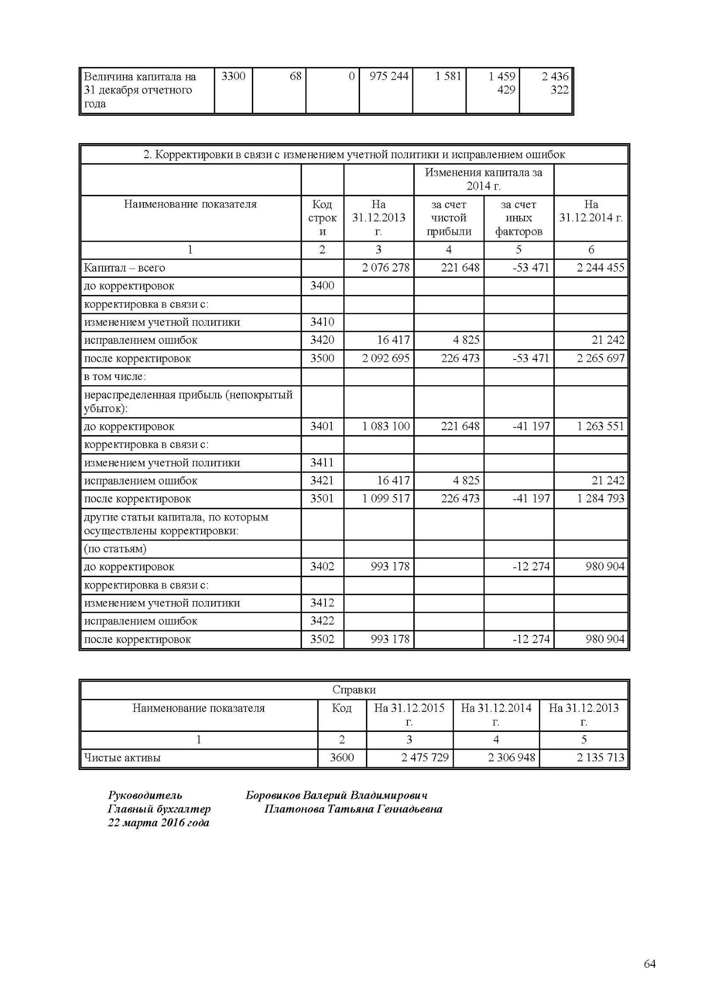 Величина капитала на 3300 68 0 975 244 1 581 1 459 2 436
31 декабря отчетного 429 322
года
2. Корректировки в связи с изменением учетной политики и исправлением ошибок
Изменения капитала за
2014 г.
Наименование показателя Код На за счет за счет На
строк 31.12.2013 чистой иных 31.12.2014 г.
и г. прибыли факторов
1 2 3 4 5 6
Капитал – всего 2 076 278 221 648 -53 471 2 244 455
до корректировок 3400
корректировка в связи с:
изменением учетной политики 3410
исправлением ошибок 3420 16 417 4 825 21 242
после корректировок 3500 2 092 695 226 473 -53 471 2 265 697
в том числе:
нераспределенная прибыль (непокрытый
убыток):
до корректировок 3401 1 083 100 221 648 -41 197 1 263 551
корректировка в связи с:
изменением учетной политики 3411
исправлением ошибок 3421 16 417 4 825 21 242
после корректировок 3501 1 099 517 226 473 -41 197 1 284 793
другие статьи капитала, по которым
осуществлены корректировки:
(по статьям)
до корректировок 3402 993 178 -12 274 980 904
корректировка в связи с:
изменением учетной политики 3412
исправлением ошибок 3422
после корректировок 3502 993 178 -12 274 980 904
Справки
Наименование показателя Код На 31.12.2015 На 31.12.2014 На 31.12.2013
г. г. г.
1 2 3 4 5
Чистые активы 3600 2 475 729 2 306 948 2 135 713
Руководитель Боровиков Валерий Владимирович
Главный бухгалтер Платонова Татьяна Геннадьевна
22 марта 2016 года
64